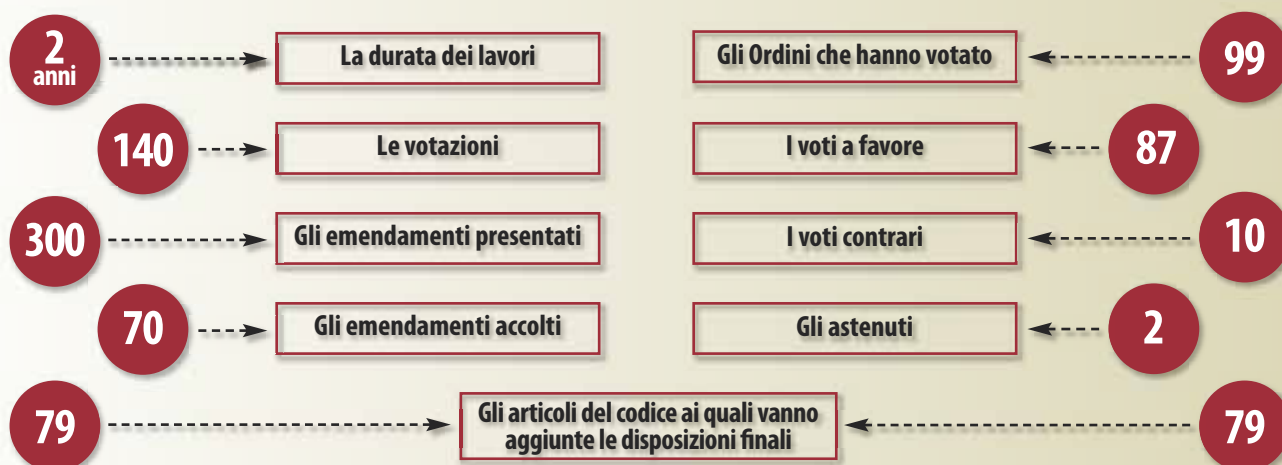 2
anni
La durata dei lavori
Gli Ordini che hanno votato
99
140
Le votazioni
I voti a favore
87
300
Gli emendamenti presentati
I voti contrari
10
70
Gli emendamenti accolti
Gli astenuti
2
79
Gli articoli del codice ai quali vanno
aggiunte le disposizioni finali
79